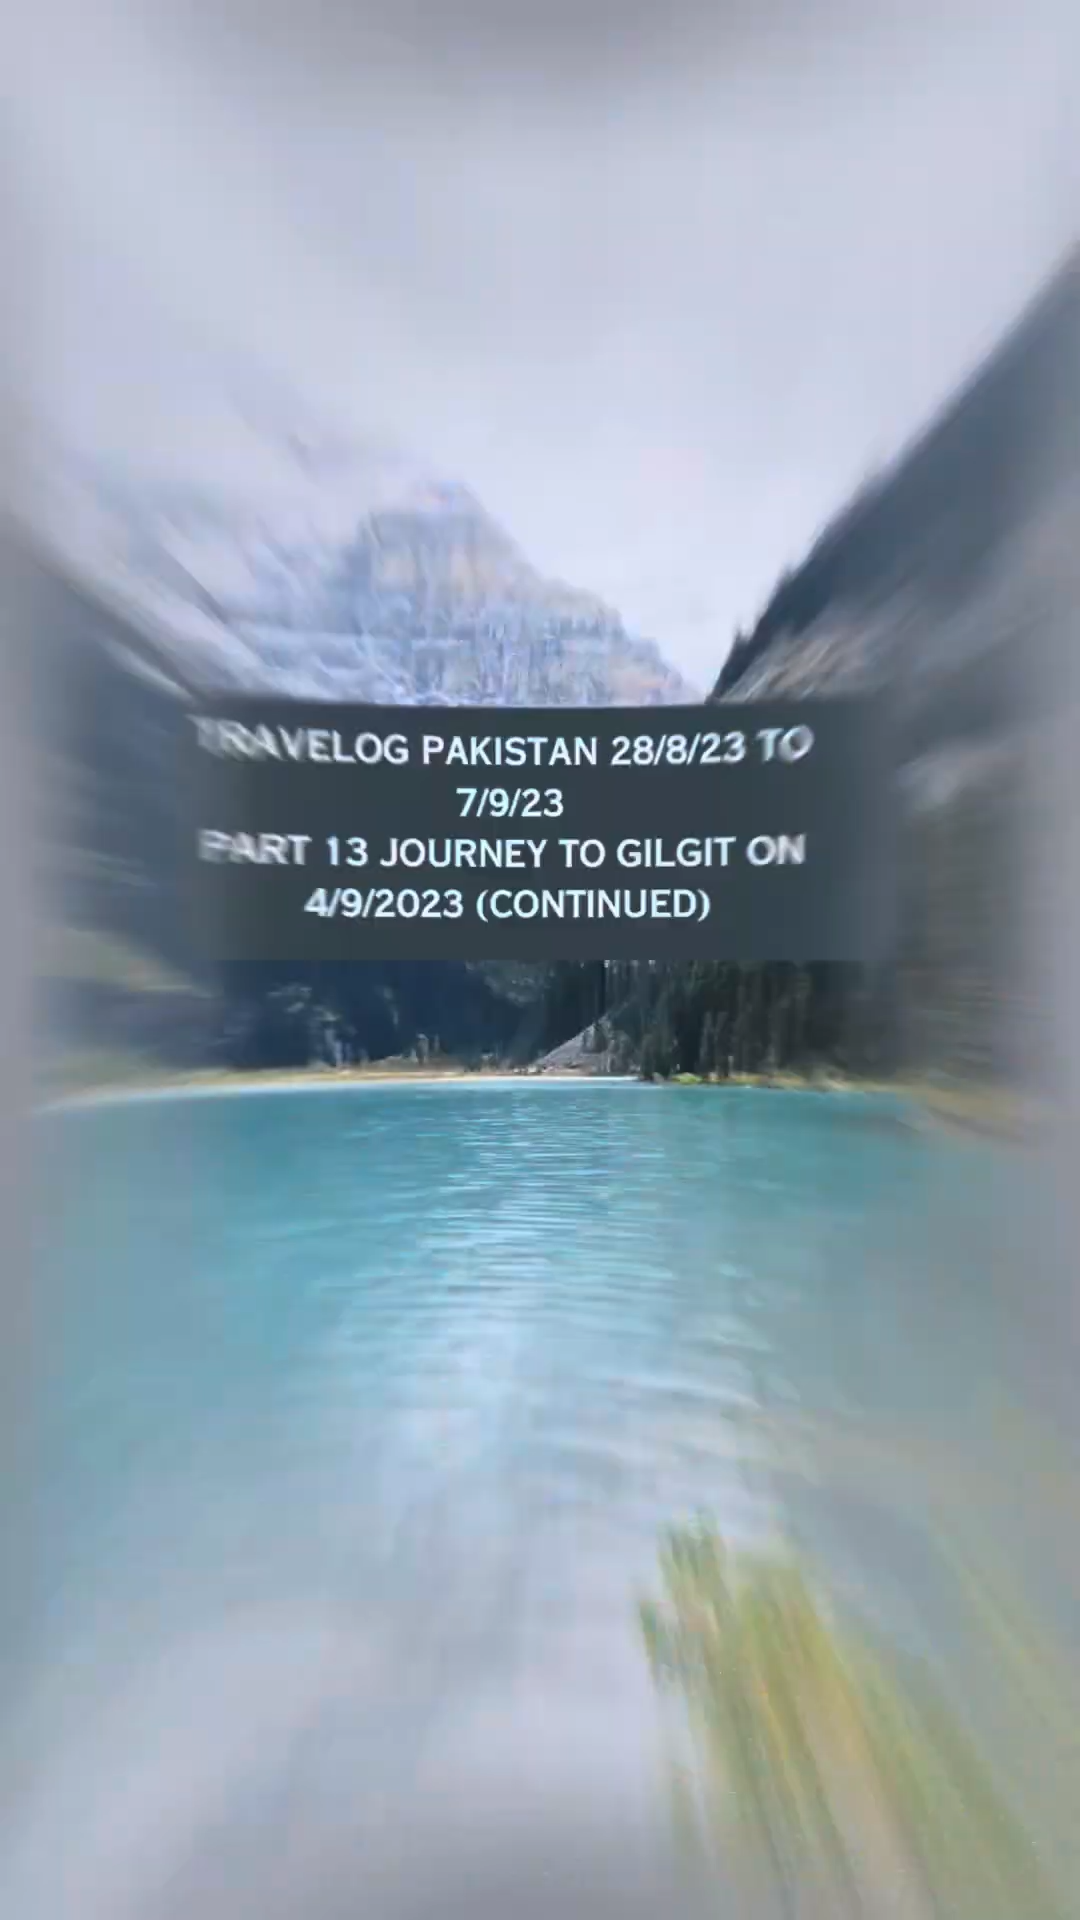 TRAVELOG PAKISTAN 28/8/23 TO
7/9/23
PART 13 JOURNEY TO GILGIT ON
4/9/2023 (CONTINUED)